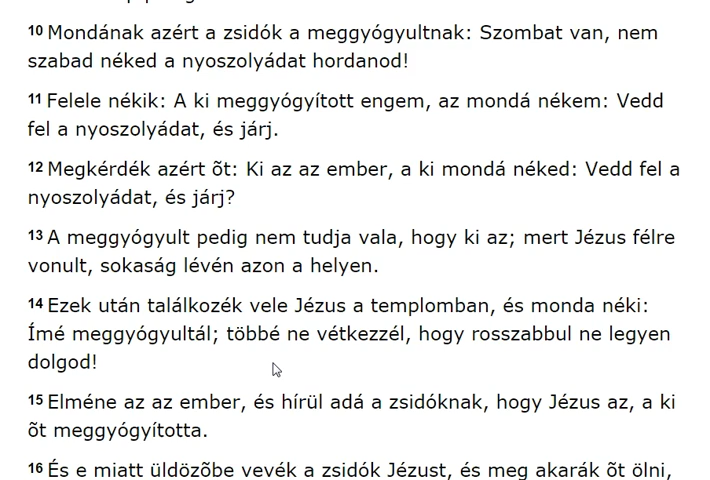 10 Mondának azért a zsidók a meggyógyultnak: Szombat van, nem
szabad néked a nyoszolyádat hordanod!
11 Felele nékik: A ki meggyógyított engem, az mondá nékem: Vedd
fel a nyoszolyádat, és járj.
12 Megkérdék azért õt: Ki az az ember, a ki mondá néked: Vedd fel a
nyoszolyádat, és járj?
13 A meggyógyult pedig nem tudja vala, hogy ki az; mert Jézus félre
vonult, sokaság lévén azon a helyen.
14 Ezek után találkozék vele Jézus a templomban, és monda néki:
Ímé meggyógyultál; többé ne vétkezzél, hogy rosszabbul ne legyen
dolgod!
15 Elméne az az ember, és hírül adá a zsidóknak, hogy Jézus az, a ki
õt meggyógyította.
16 És e miatt üldözõbe vevék a zsidók Jézust, és meg akarák õt ölni,